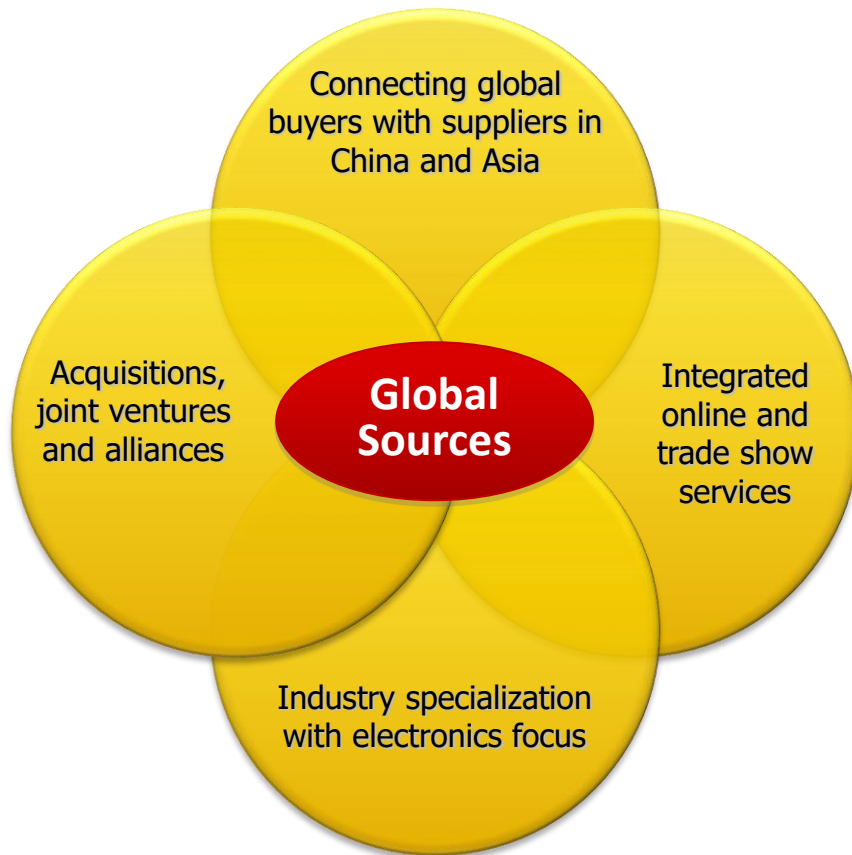 Connecting global
buyers with suppliers in
China and Asia
Acquisitions,
joint ventures
and alliances
Global
Sources
Integrated
online and
trade show
services
Industry specialization
with electronics focus